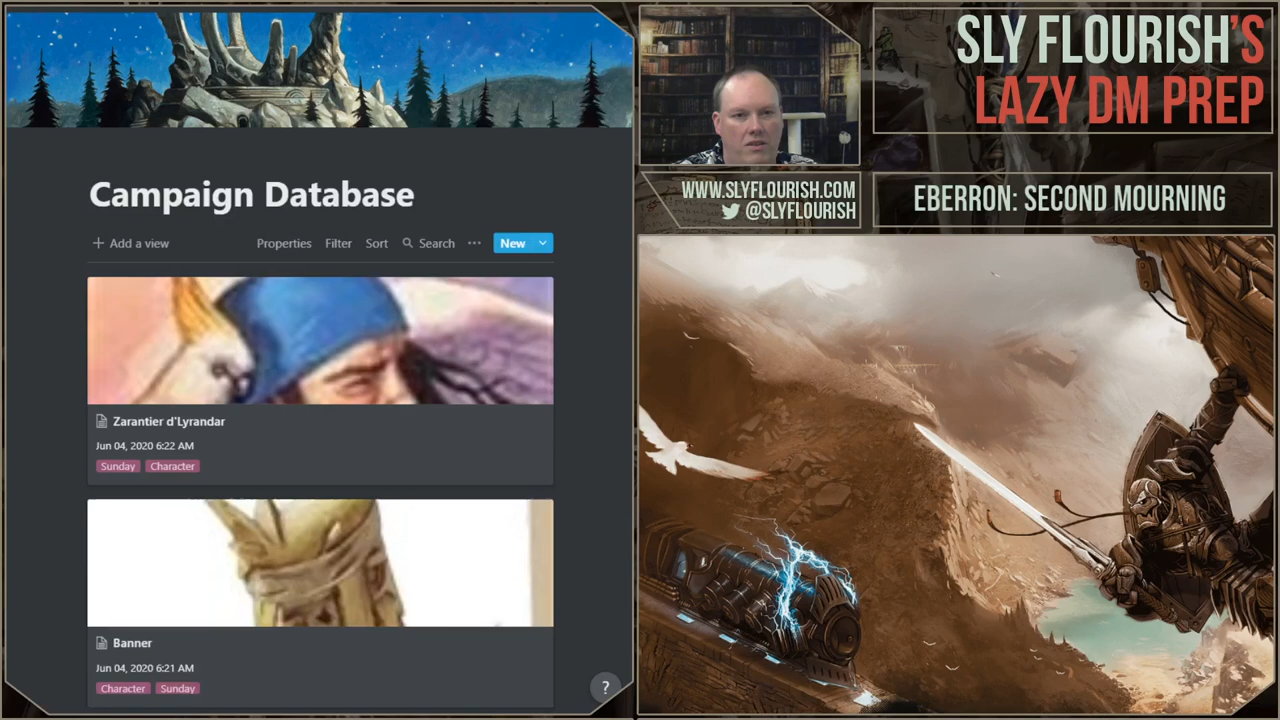 Campaign Database
Add a view
Properties Filter Sort Search ... New
Zarantier d'Lyrandar
Jun 04, 2020 6:22 AM
Sunday Character
Banner
Jun 04, 2020 6:21 AM
Character Sunday
?
WWW.SLYFLOURISH.COM
@SLYFLOURISH
SLY FLOURISH'S
LAZY DM PREP
EBERRON: SECOND MOURNING